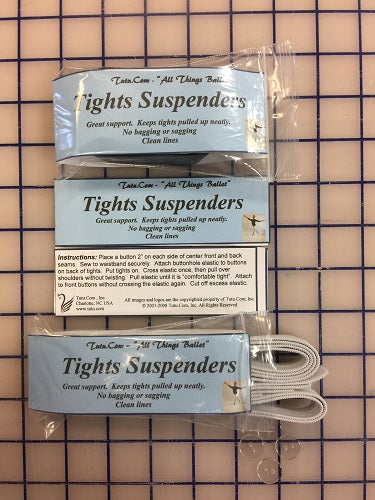 Tutu.Com - "All Things Ballet"
Tights Suspenders
Great support. Keeps tights pulled up neatly.
No bagging or sagging
Clean lines
Tutu.Com - "All Things Ballet"
Tights Suspenders
Great support. Keeps tights pulled up neatly.
No bagging or sagging
Clean lines
Instructions: Place a button 2" on each side of center front and back
seams. Sew to waistband securely. Attach buttonhole elastic to buttons
on back of tights. Put tights on. Cross elastic once, then pull over
shoulders without twisting. Pull elastic until it is "comfortable tight". Attach
to front buttons without crossing the elastic again. Cut off excess elastic.
Tutu.Com, Inc.
Charlotte, NC USA
www.tutu.com
All images and logos are the copyrighted property of Tutu.Com, Inc.
© 2001-2008 Tutu.Com, Inc. All Rights Reserved
Tutu.Com - "All Things Ballet"
Tights Suspenders
Great support. Keeps tights pulled up neatly.
No bagging or sagging
Clean lines